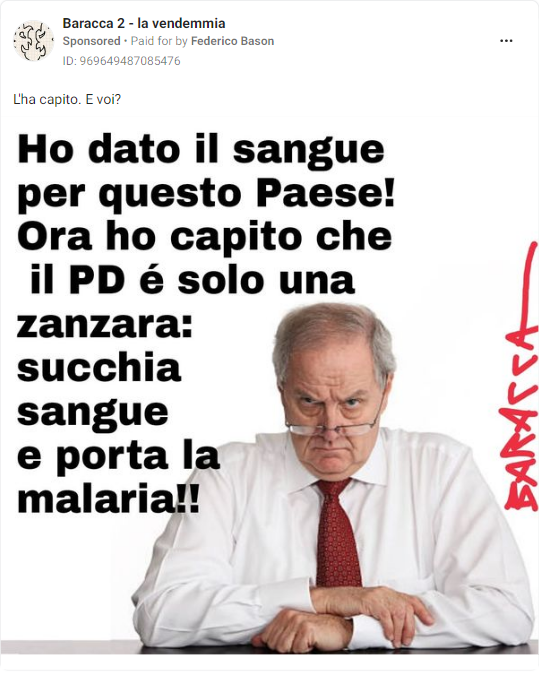 Baracca 2 - la vendemmia
Sponsored • Paid for by Federico Bason
ID: 969649487085476
L'ha capito. E voi?
Ho dato il sangue
per questo Paese!
Ora ho capito che
il PD é solo una
zanzara:
succhia
sangue
e porta la
malaria!!
BARACCA